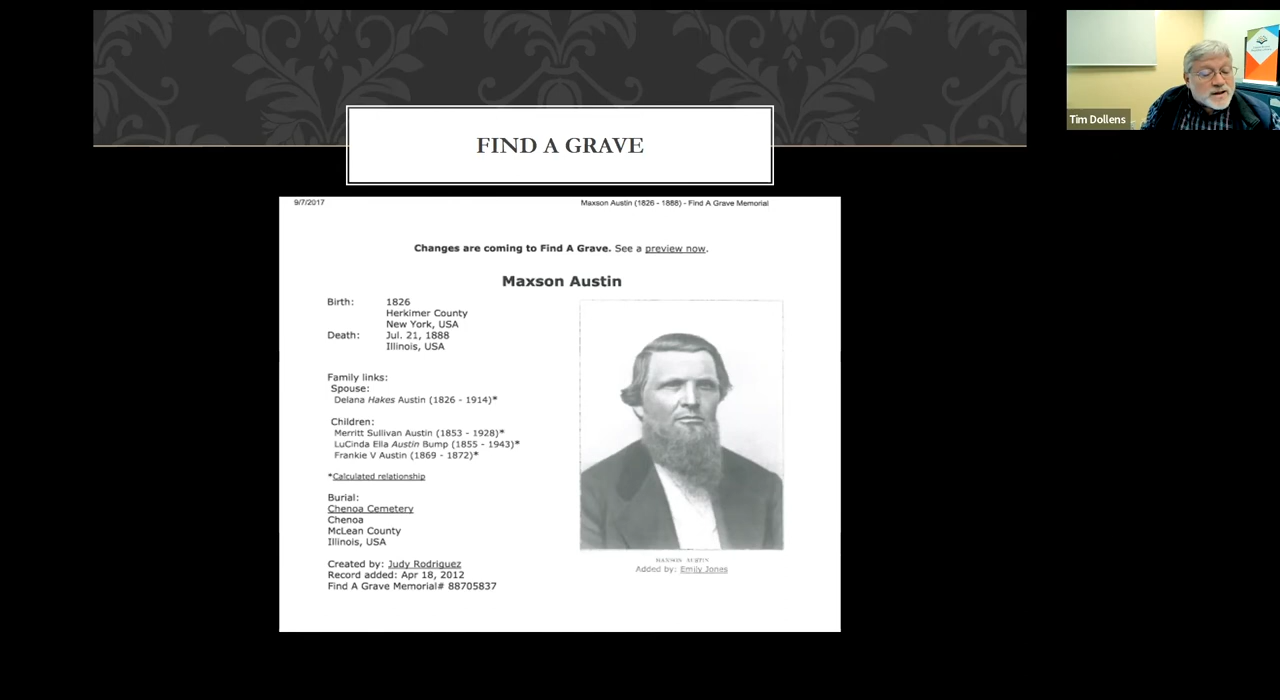 FIND A GRAVE
Tim Dollens
9/7/2017
Maxson Austin (1826 - 1888) - Find A Grave Memorial
Changes are coming to Find A Grave. See a preview now.
Maxson Austin
Birth: 1826
Herkimer County
New York, USA
Death: Jul. 21, 1888
Illinois, USA
Family links:
Spouse:
Delana Hakes Austin (1826 - 1914)*
Children:
Merritt Sullivan Austin (1853 - 1928)*
LuCinda Ella Austin Bump (1855 - 1943)*
Frankie V Austin (1869 - 1872)*
*Calculated relationship
Burial:
Chenoa Cemetery
Chenoa
McLean County
Illinois, USA
Created by: Judy Rodriguez
Record added: Apr 18, 2012
Find A Grave Memorial# 88705837
MAXSON AUSTIN
Added by: Emily Jones